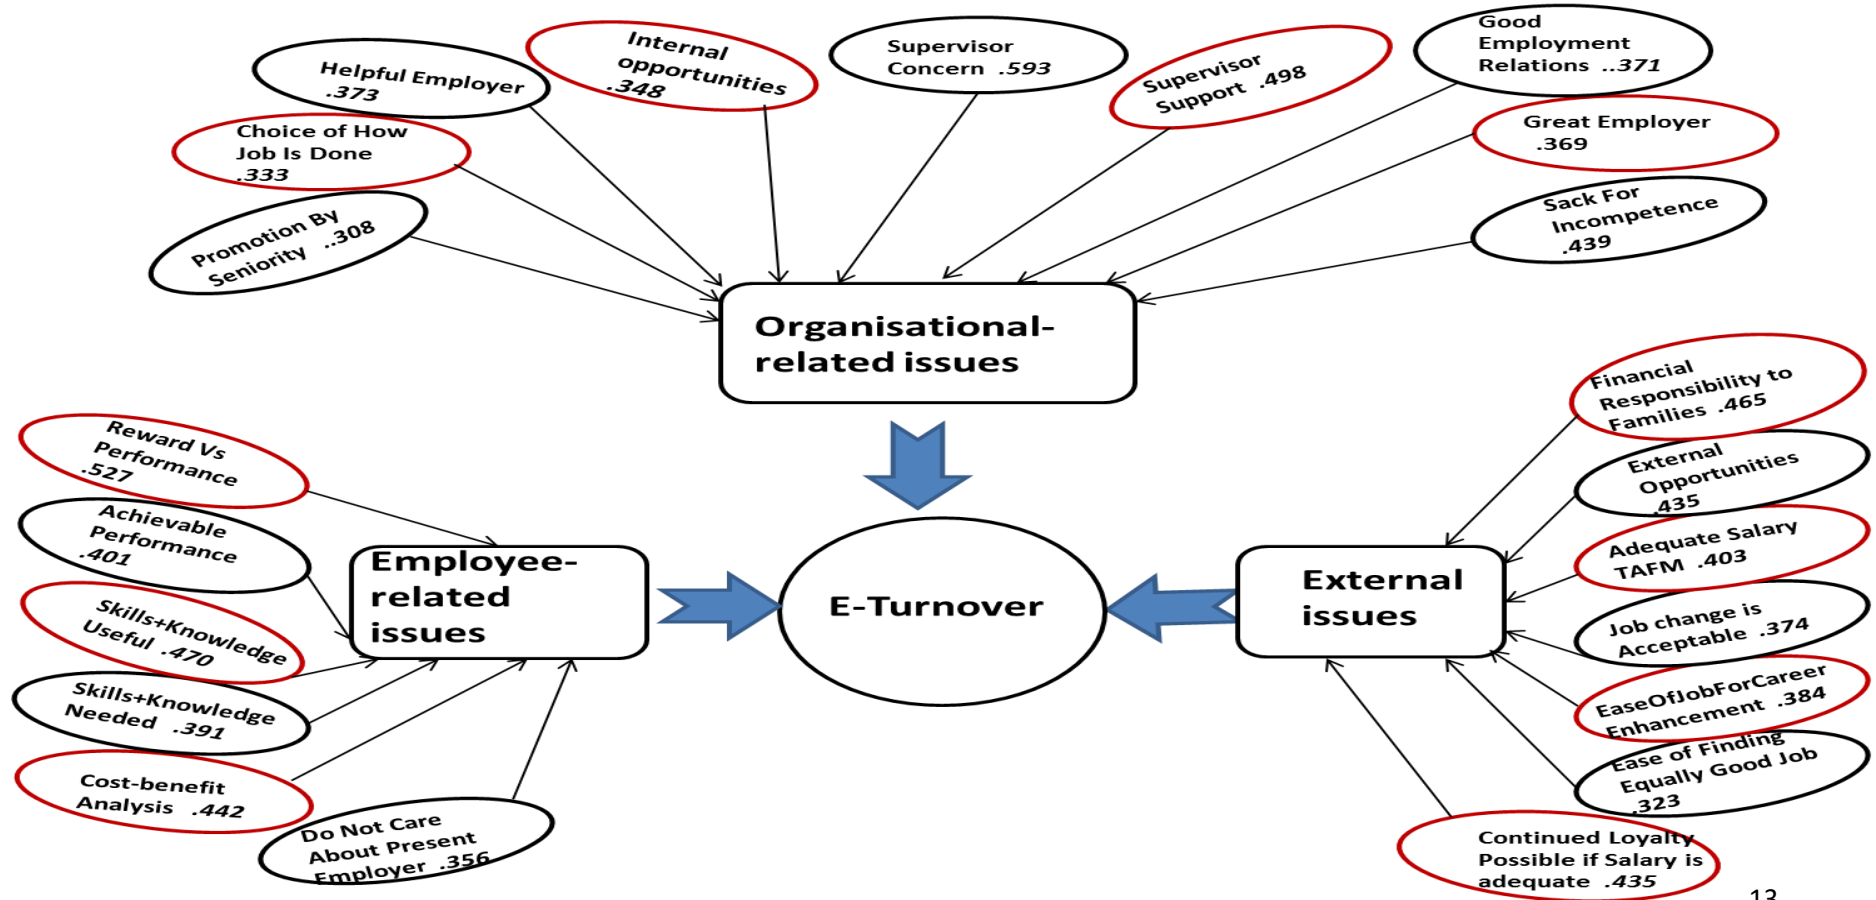 Helpful Employer
.373
Internal
opportunities
.348
Supervisor
Concern .593
Supervisor
Support .498
Good
Employment
Relations ..371
Choice of How
Job Is Done
.333
Great Employer
.369
Promotion By
Seniority ..308
Sack For
Incompetence
.439
Organisational-
related issues
Reward Vs
Performance
.527
Achievable
Performance
.401
Skills+Knowledge
Useful .470
Skills+Knowledge
Needed .391
Cost-benefit
Analysis .442
Do Not Care
About Present
Employer .356
Employee-
related
issues
E-Turnover
External
issues
Financial
Responsibility to
Families .465
External
Opportunities
.435
Adequate Salary
TAFM .403
Job change is
Acceptable .374
EaseOfJobForCareer
Enhancement .384
Ease of Finding
Equally Good Job
.323
Continued Loyalty
Possible if Salary is
adequate .435
13